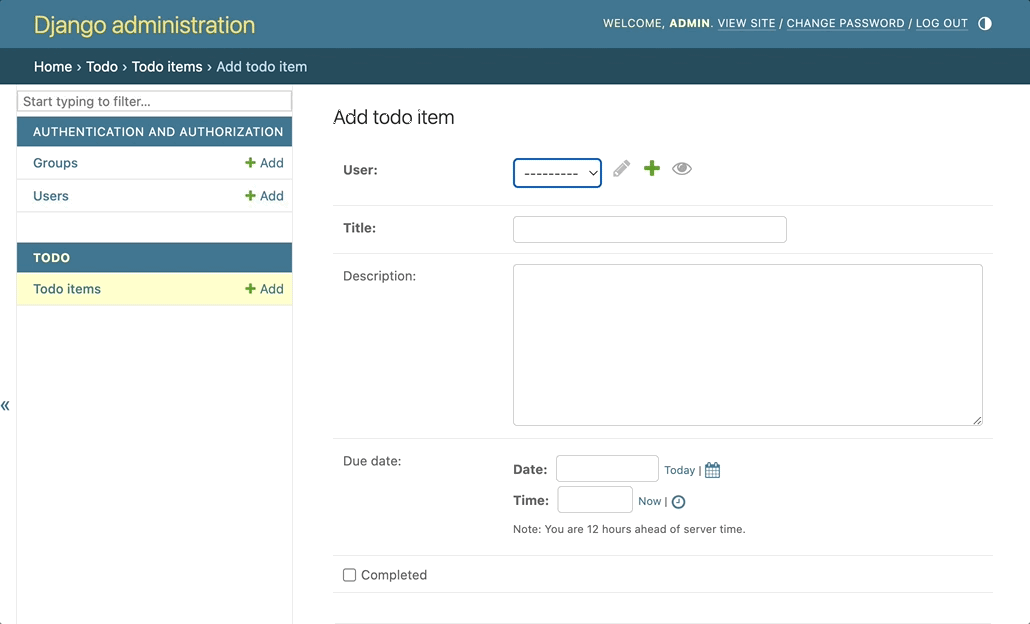 Django administration
WELCOME, ADMIN. VIEW SITE / CHANGE PASSWORD / LOG OUT
Home › Todo › Todo items › Add todo item
Start typing to filter...
AUTHENTICATION AND AUTHORIZATION
Groups + Add
Users + Add
TODO
Todo items + Add
«
Add todo item
User: ---------
Title:
Description:
Due date:
Date: Today |
Time: Now |
Note: You are 12 hours ahead of server time.
Completed